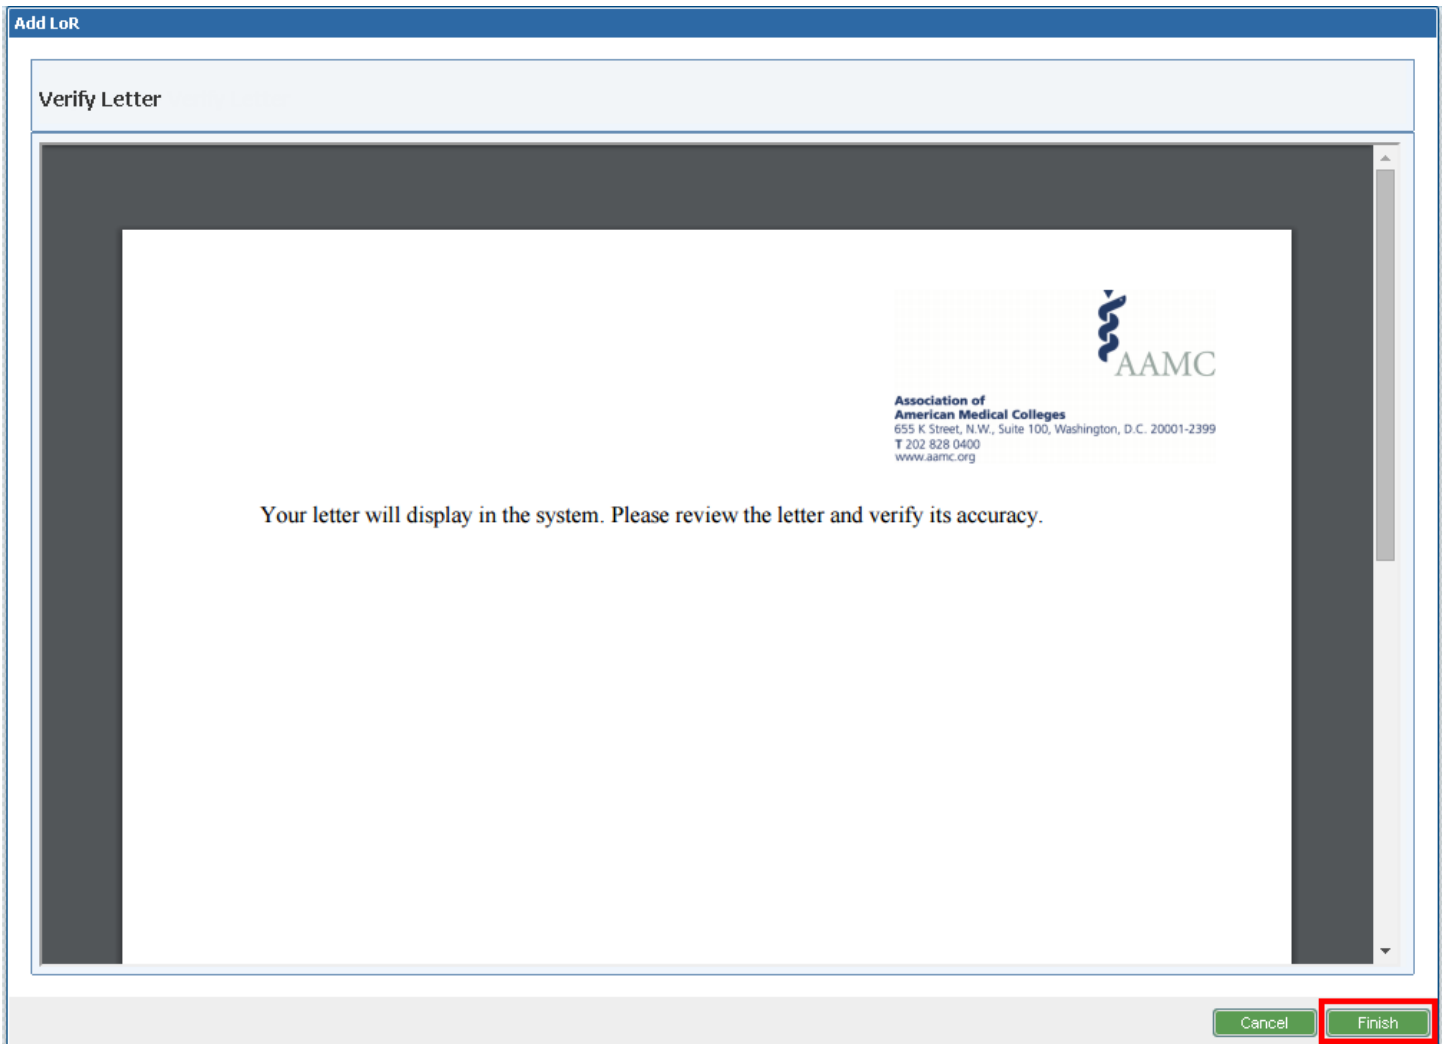 Add LoR
Verify Letter
AAMC
Association of
American Medical Colleges
655 K Street, N.W., Suite 100, Washington, D.C. 20001-2399
T 202 828 0400
www.aamc.org
Your letter will display in the system. Please review the letter and verify its accuracy.
Cancel
Finish